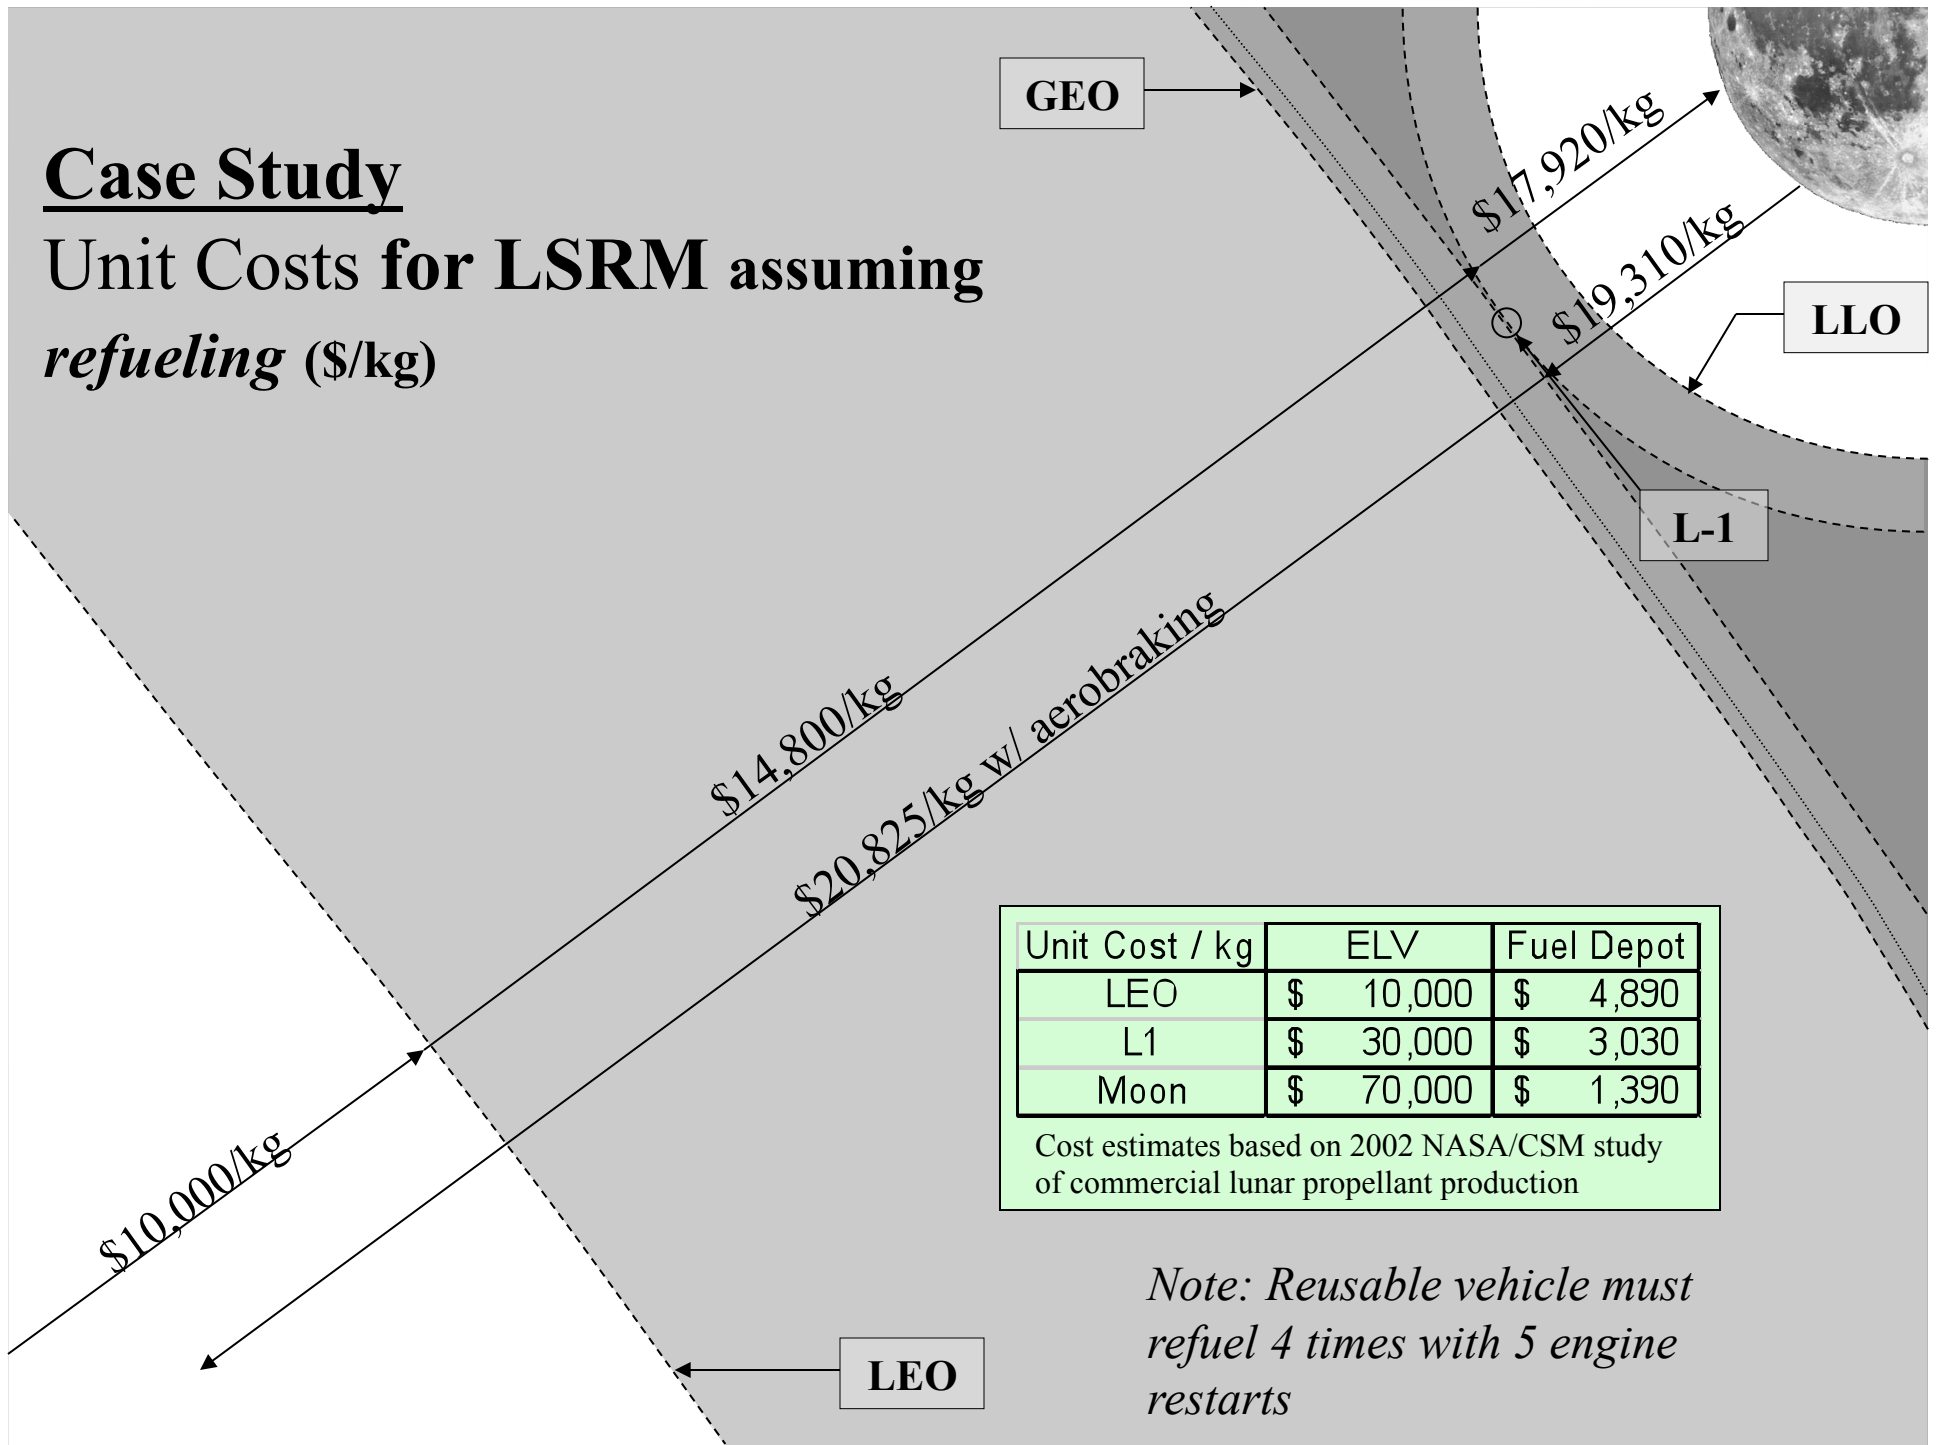 Case Study
Unit Costs for LSRM assuming
refueling ($/kg)
GEO
$17,920/kg
$19,310/kg
LLO
L-1
$14,800/kg
$20,825/kg w/ aerobraking
$10,000/kg
Unit Cost / kg ELV Fuel Depot
LEO $ 10,000 $ 4,890
L1 $ 30,000 $ 3,030
Moon $ 70,000 $ 1,390
Cost estimates based on 2002 NASA/CSM study
of commercial lunar propellant production
Note: Reusable vehicle must
refuel 4 times with 5 engine
restarts
LEO